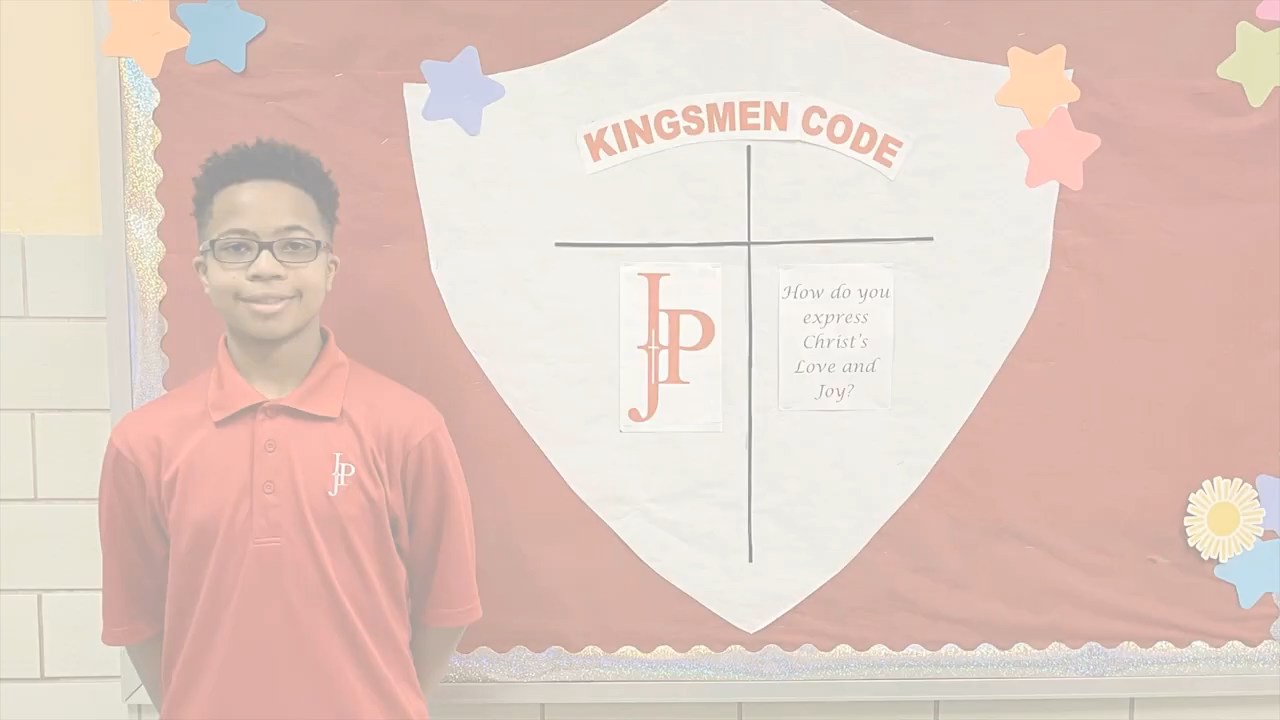 KINGSMEN CODE
JP
How do you
express
Christ's
Love and
Joy?
JP